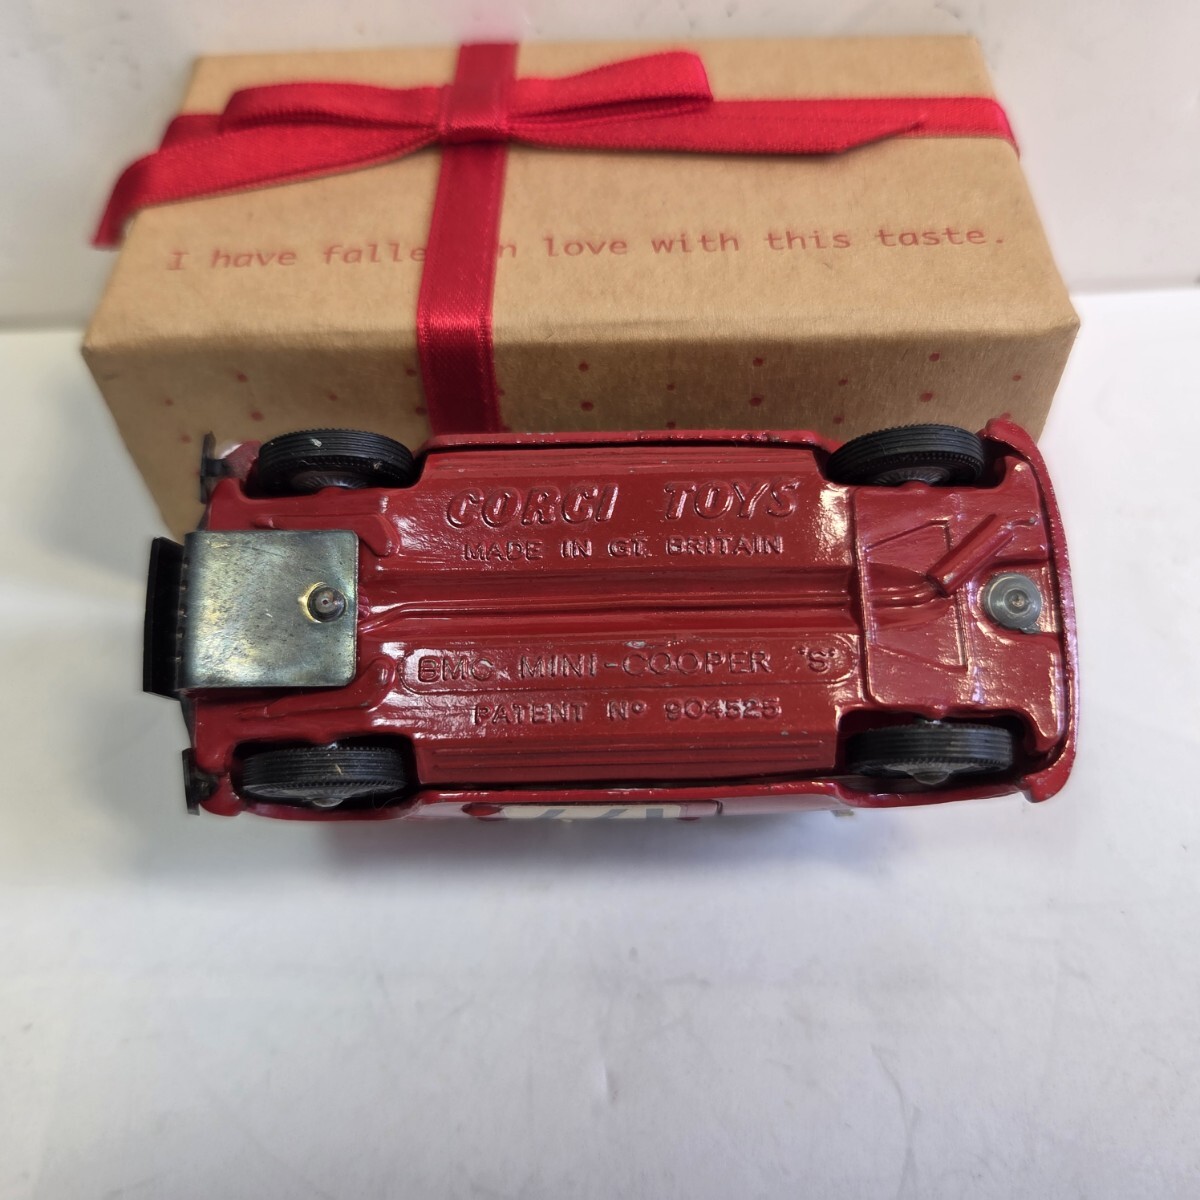 I have falle n love with this taste.
CORGI TOYS
MADE IN GT. BRITAIN
BMC MINI-COOPER 'S'
PATENT Nº 904525